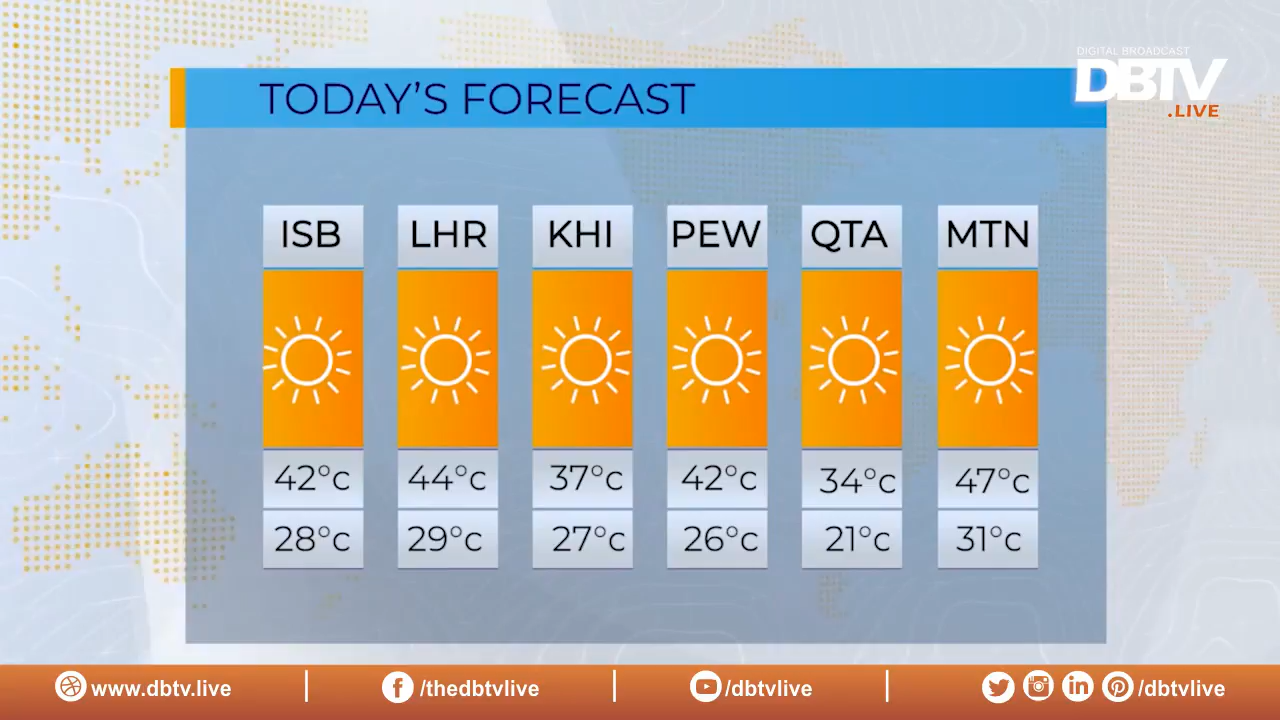 DIGITAL BROADCAST
DBTV
.LIVE
TODAY'S FORECAST
ISB LHR KHI PEW QTA MTN
42°c 44°c 37°c 42°c 34°c 47°c
28°c 29°c 27°c 26°c 21°c 31°c
www.dbtv.live /thedbtvlive /dbtvlive /dbtvlive